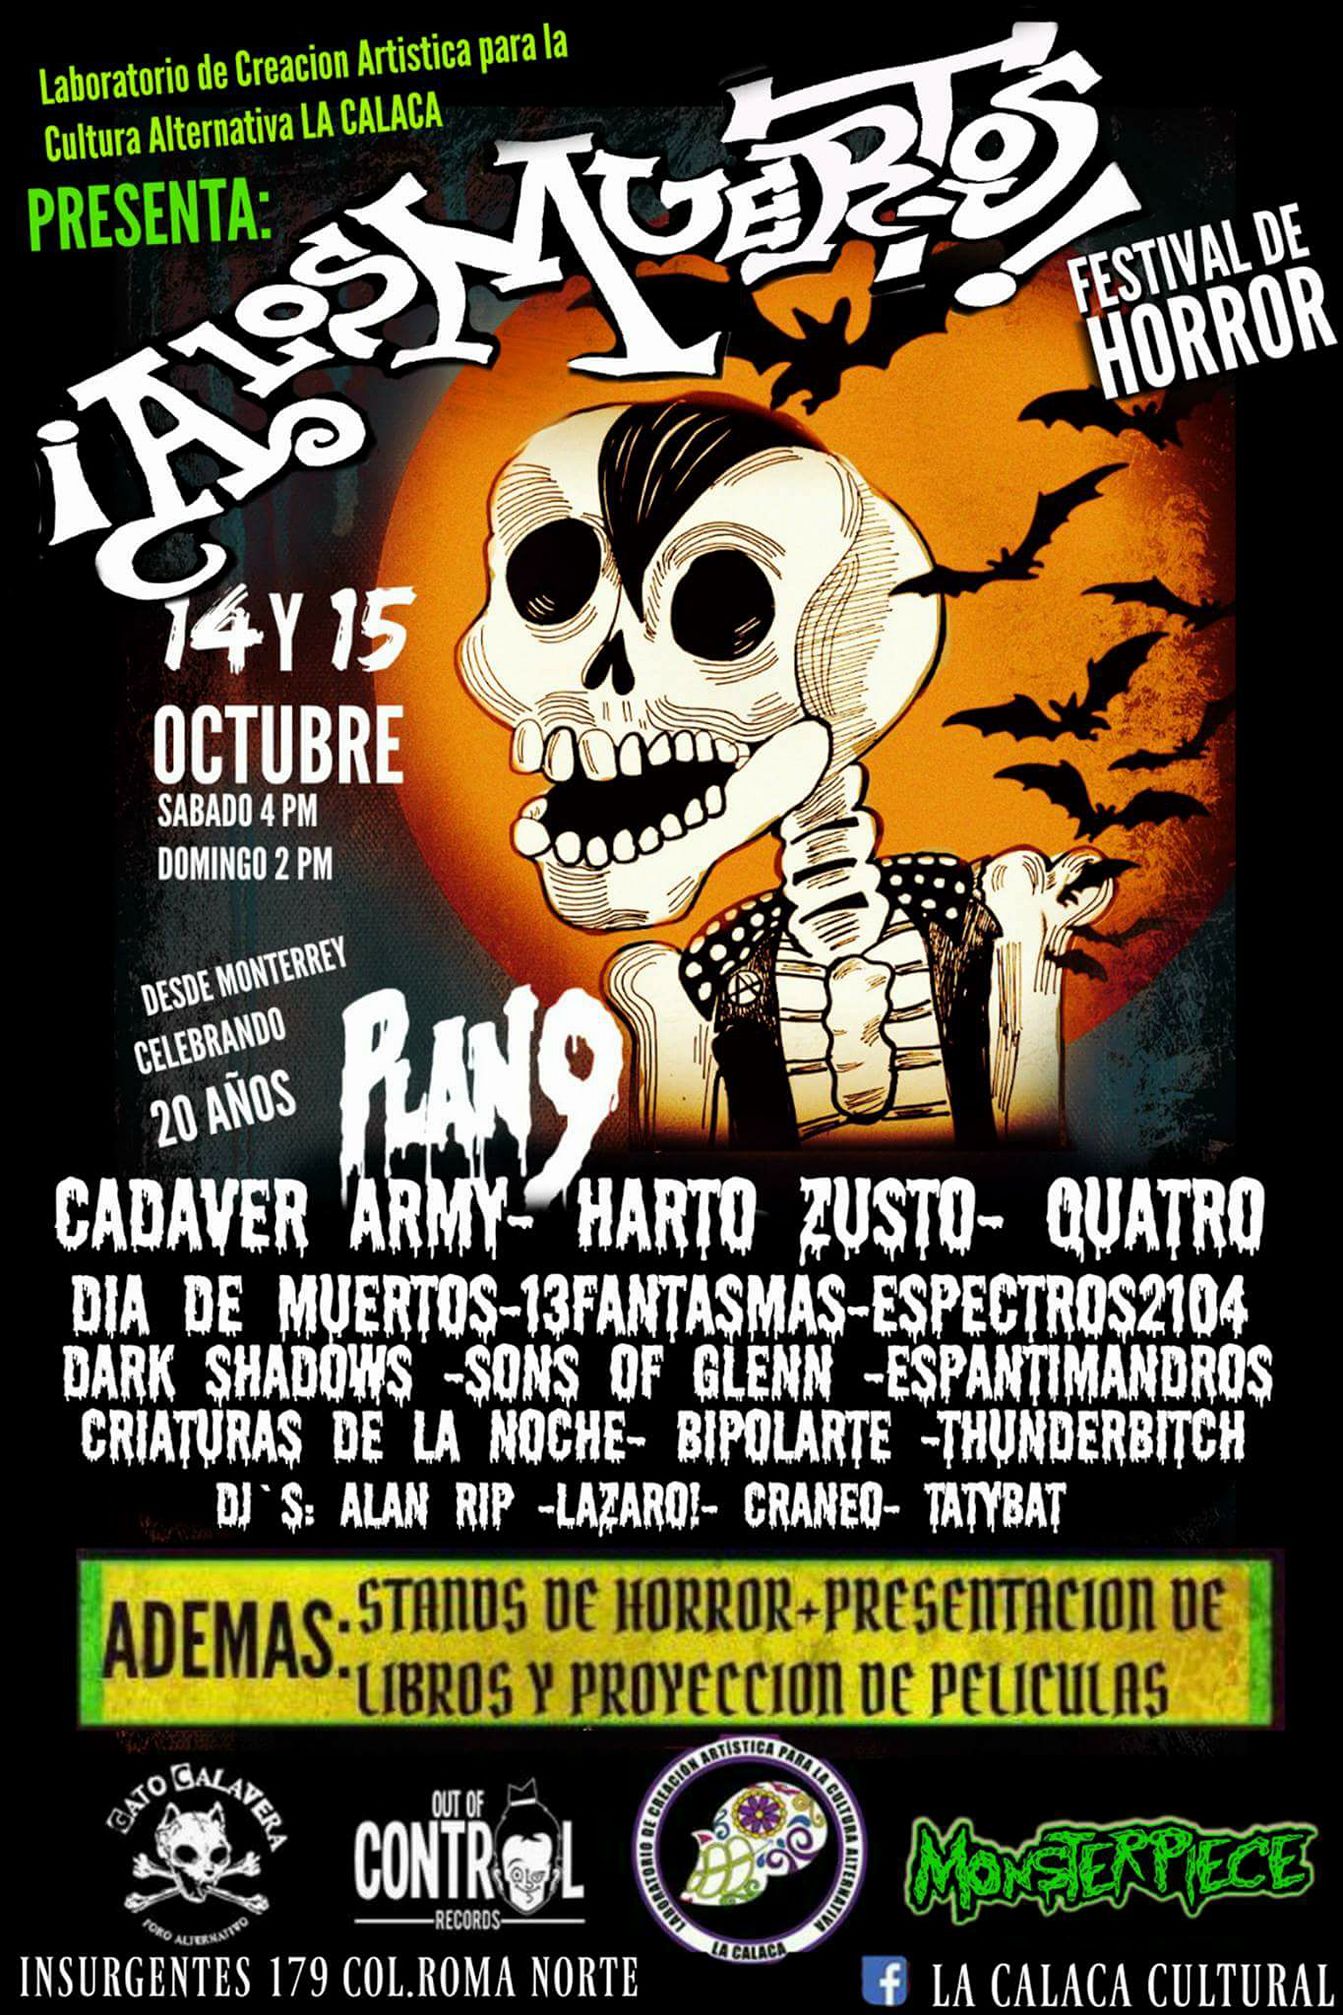 Laboratorio de Creacion Artistica para la
Cultura Alternativa LA CALACA
PRESENTA:
¡A LOS MUERTOS!
FESTIVAL DE
HORROR
14 Y 15
OCTUBRE
SABADO 4 PM
DOMINGO 2 PM
DESDE MONTERREY
CELEBRANDO
20 AÑOS
PLAN 9
CADAVER ARMY- HARTO ZUSTO- QUATRO
DIA DE MUERTOS-13FANTASMAS-ESPECTROS2104
DARK SHADOWS -SONS OF GLENN -ESPANTIMANDROS
CRIATURAS DE LA NOCHE- BIPOLARTE -THUNDERBITCH
DJ`S: ALAN RIP -LAZARO!- CRANEO- TATYBAT
ADEMAS:
STANDS DE HORROR+PRESENTACION DE
LIBROS Y PROYECCION DE PELICULAS
GATO CALAVERA
FORO ALTERNATIVO
OUT OF
CONTROL
RECORDS
LABORATORIO DE CREACIÓN ARTÍSTICA PARA LA CULTURA ALTERNATIVA
LA CALACA
MONSTERPIECE
INSURGENTES 179 COL.ROMA NORTE
f LA CALACA CULTURAL